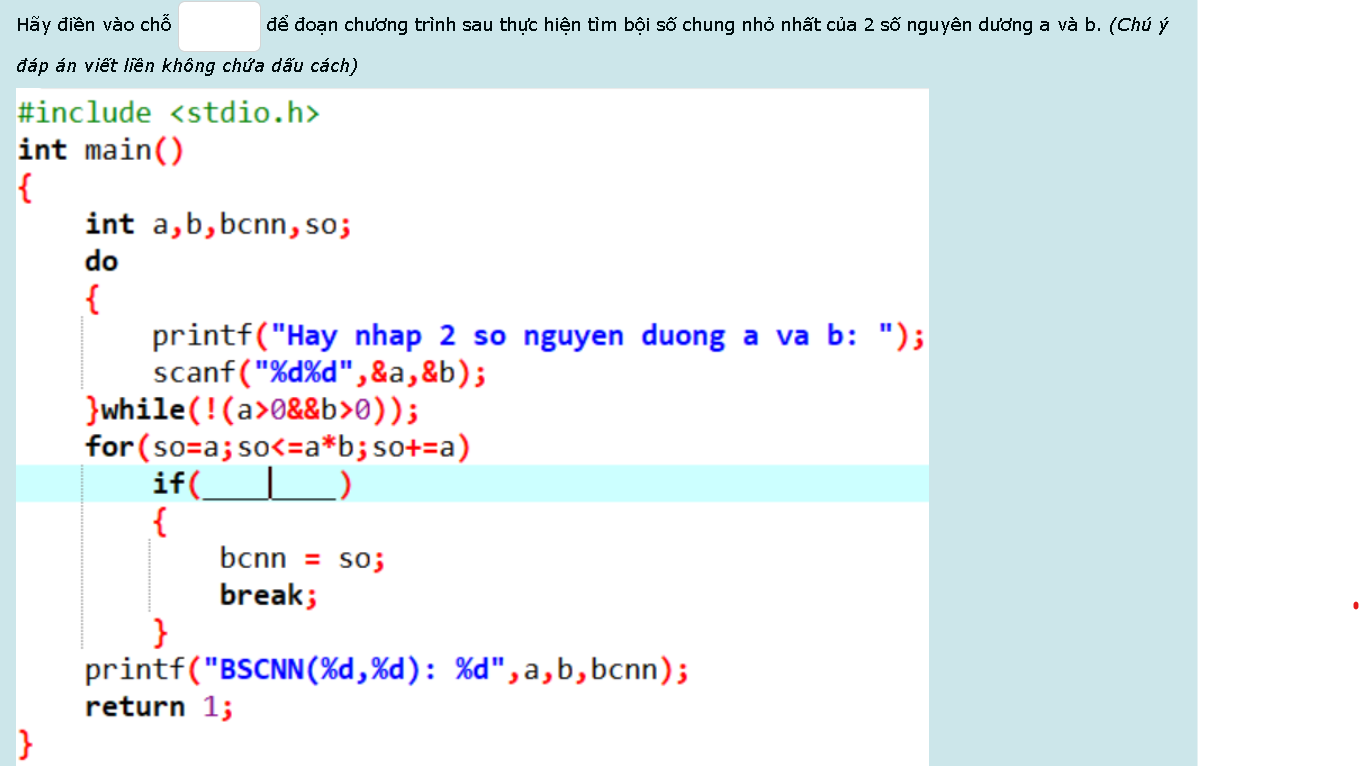 Hãy điền vào chỗ để đoạn chương trình sau thực hiện tìm bội số chung nhỏ nhất của 2 số nguyên dương a và b. (Chú ý
đáp án viết liền không chứa dấu cách)
#include <stdio.h>
int main()
{
    int a,b,bcnn,so;
    do
    {
        printf("Hay nhap 2 so nguyen duong a va b: ");
        scanf("%d%d",&a,&b);
    }while(!(a>0&&b>0));
    for(so=a;so<=a*b;so+=a)
        if(________)
        {
            bcnn = so;
            break;
        }
    printf("BSCNN(%d,%d): %d",a,b,bcnn);
    return 1;
}